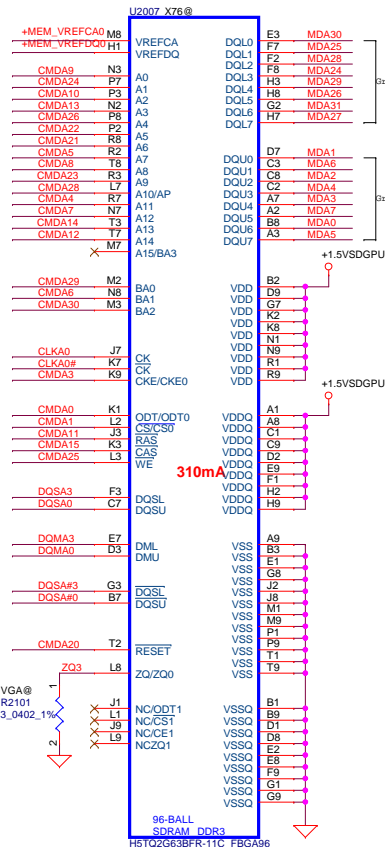 U2007 X76@
+MEM_VREFCA0 M8 VREFCA E3 MDA30 DQL0
+MEM_VREFDQ0 H1 VREFDQ F7 MDA25 DQL1
F2 MDA28 DQL2
CMDA9 N3 A0 F8 MDA24 DQL3
CMDA24 P7 A1 H3 MDA29 DQL4
CMDA10 P3 A2 H8 MDA26 DQL5
CMDA13 N2 A3 G2 MDA31 DQL6
CMDA26 P8 A4 H7 MDA27 DQL7
CMDA22 P2 A5
CMDA21 R8 A6
CMDA5 R2 A7 D7 MDA1 DQU0
CMDA8 T8 A8 C3 MDA6 DQU1
CMDA23 R3 A9 C8 MDA2 DQU2
CMDA28 L7 A10/AP C2 MDA4 DQU3
CMDA4 R7 A11 A7 MDA3 DQU4
CMDA7 N7 A12 A2 MDA7 DQU5
CMDA14 T3 A13 B8 MDA0 DQU6
CMDA12 T7 A14 A3 MDA5 DQU7
M7 A15/BA3
Gr
Gr
+1.5VSDGPU
CMDA29 M2 BA0 VDD B2
CMDA6 N8 BA1 VDD D9
CMDA30 M3 BA2 VDD G7
VDD K2
VDD K8
VDD N1
CLKA0 J7 CK VDD N9
CLKA0# K7 CK VDD R1
CMDA3 K9 CKE/CKE0 VDD R9
+1.5VSDGPU
CMDA0 K1 ODT/ODT0 VDDQ A1
CMDA1 L2 CS/CS0 VDDQ A8
CMDA11 J3 RAS VDDQ C1
CMDA15 K3 CAS VDDQ C9
CMDA25 L3 WE VDDQ D2
310mA VDDQ E9
VDDQ F1
DQSA3 F3 DQSL VDDQ H2
DQSA0 C7 DQSU VDDQ H9
DQMA3 E7 DML VSS A9
DQMA0 D3 DMU VSS B3
VSS E1
VSS G8
DQSA#3 G3 DQSL VSS J2
DQSA#0 B7 DQSU VSS J8
VSS M1
VSS M9
VSS P1
CMDA20 T2 RESET VSS P9
VSS T1
ZQ3 L8 ZQ/ZQ0 VSS T9
VGA@
R2101
3_0402_1%
1
2
J1 NC/ODT1 VSSQ B1
L1 NC/CS1 VSSQ B9
J9 NC/CE1 VSSQ D1
L9 NCZQ1 VSSQ D8
VSSQ E2
VSSQ E8
VSSQ F9
VSSQ G1
VSSQ G9
96-BALL
SDRAM DDR3
H5TQ2G63BFR-11C FBGA96